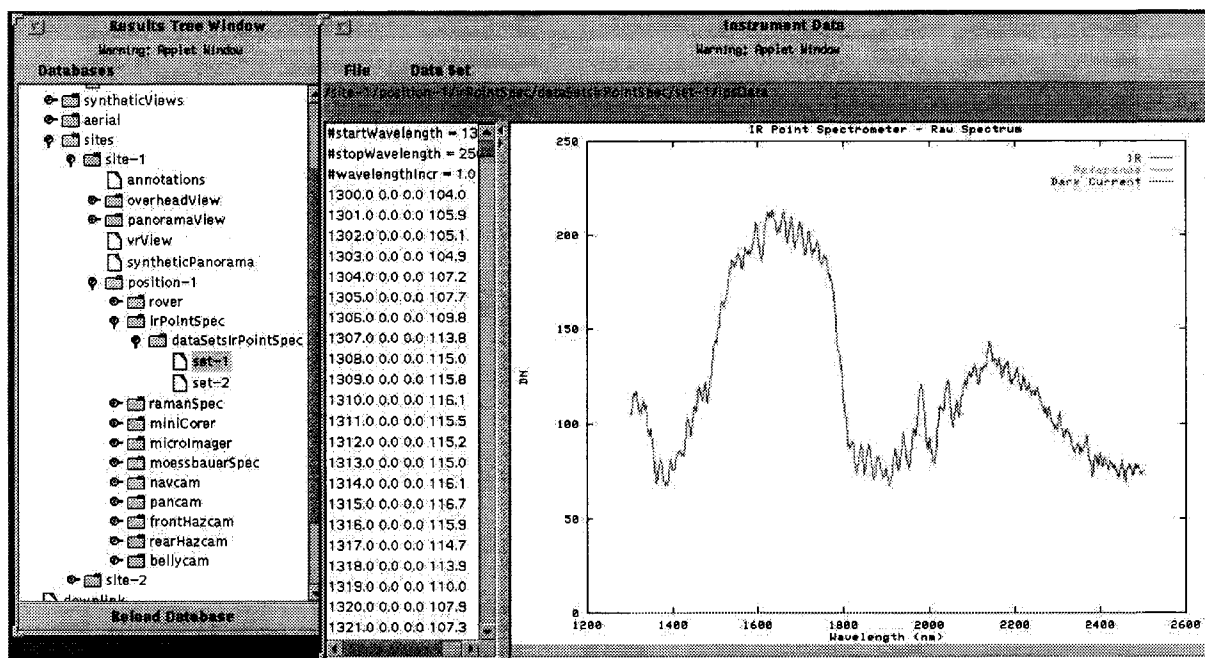 Results Tree Window
Warning: Applet Window
Databases
syntheticViews
aerial
sites
site-1
annotations
overheadView
panoramaView
vrView
syntheticPanorama
position-1
rover
irPointSpec
dataSetsIrPointSpec
set-1
set-2
ramanSpec
miniCorer
microImager
moessbauerSpec
navcam
pancam
frontHazcam
rearHazcam
bellycam
site-2
downlink
Reload Database
Instrument Data
Warning: Applet Window
File Data Set
#startWavelength = 13
#stopWavelength = 250
#wavelengthIncr = 1.0
1300.0 0.0 0.0 104.0
1301.0 0.0 0.0 105.9
1302.0 0.0 0.0 105.1
1303.0 0.0 0.0 104.9
1304.0 0.0 0.0 107.2
1305.0 0.0 0.0 107.7
1306.0 0.0 0.0 109.8
1307.0 0.0 0.0 113.8
1308.0 0.0 0.0 115.0
1309.0 0.0 0.0 115.8
1310.0 0.0 0.0 116.1
1311.0 0.0 0.0 115.5
1312.0 0.0 0.0 115.2
1313.0 0.0 0.0 115.0
1314.0 0.0 0.0 116.1
1315.0 0.0 0.0 116.7
1316.0 0.0 0.0 115.9
1317.0 0.0 0.0 114.7
1318.0 0.0 0.0 113.9
1319.0 0.0 0.0 110.0
1320.0 0.0 0.0 107.9
1321.0 0.0 0.0 107.3
IR Point Spectrometer - Raw Spectrum
IR
Reference
Dark Current
250
200
150
100
50
0
DN
1200 1400 1600 1800 2000 2200 2400 2600
Wavelength (nm)